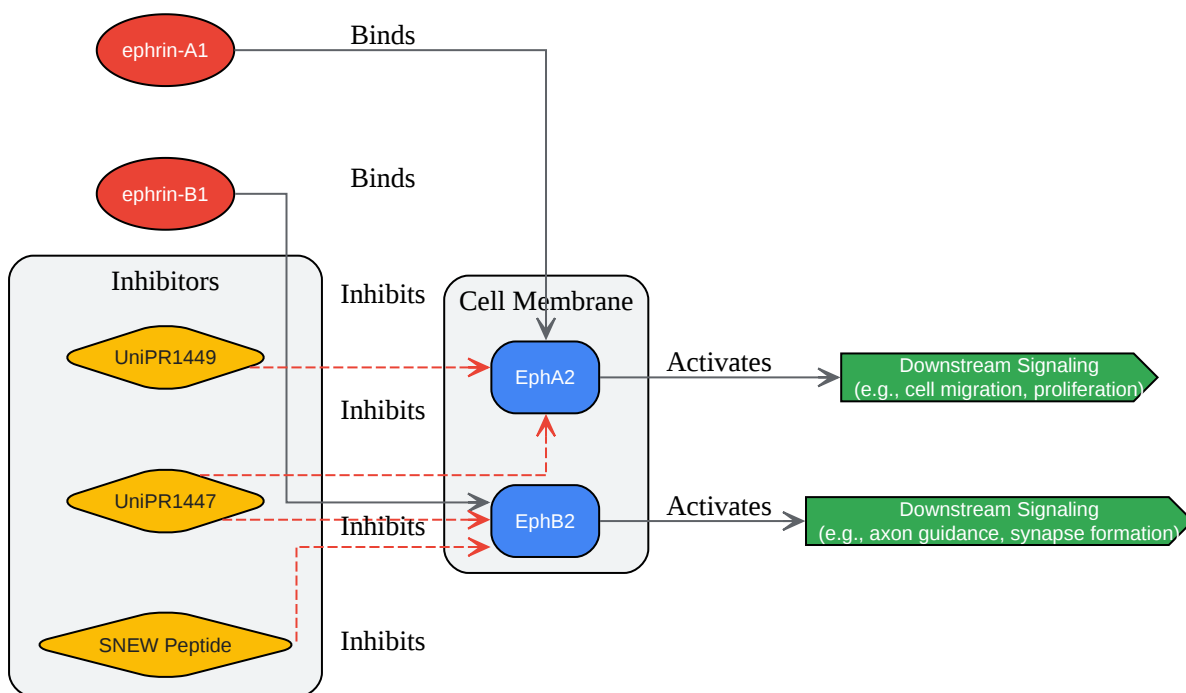 ephrin-A1
Binds
ephrin-B1
Binds
Inhibitors
Inhibits
Cell Membrane
UniPR1449
EphA2
Activates
Downstream Signaling
(e.g., cell migration, proliferation)
Inhibits
UniPR1447
Inhibits
EphB2
Activates
Downstream Signaling
(e.g., axon guidance, synapse formation)
SNEW Peptide
Inhibits